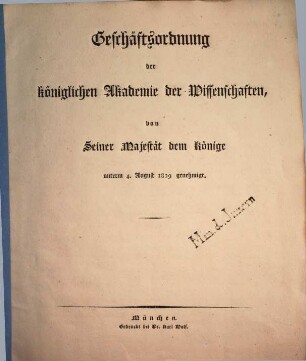 Geschäftsordnung
der
königlichen Akademie der Wissenschaften,
von
Seiner Majestät dem Könige
unterm 4. August 1829 genehmigt.
München.
Gedruckt bei Dr. Karl Wolf.